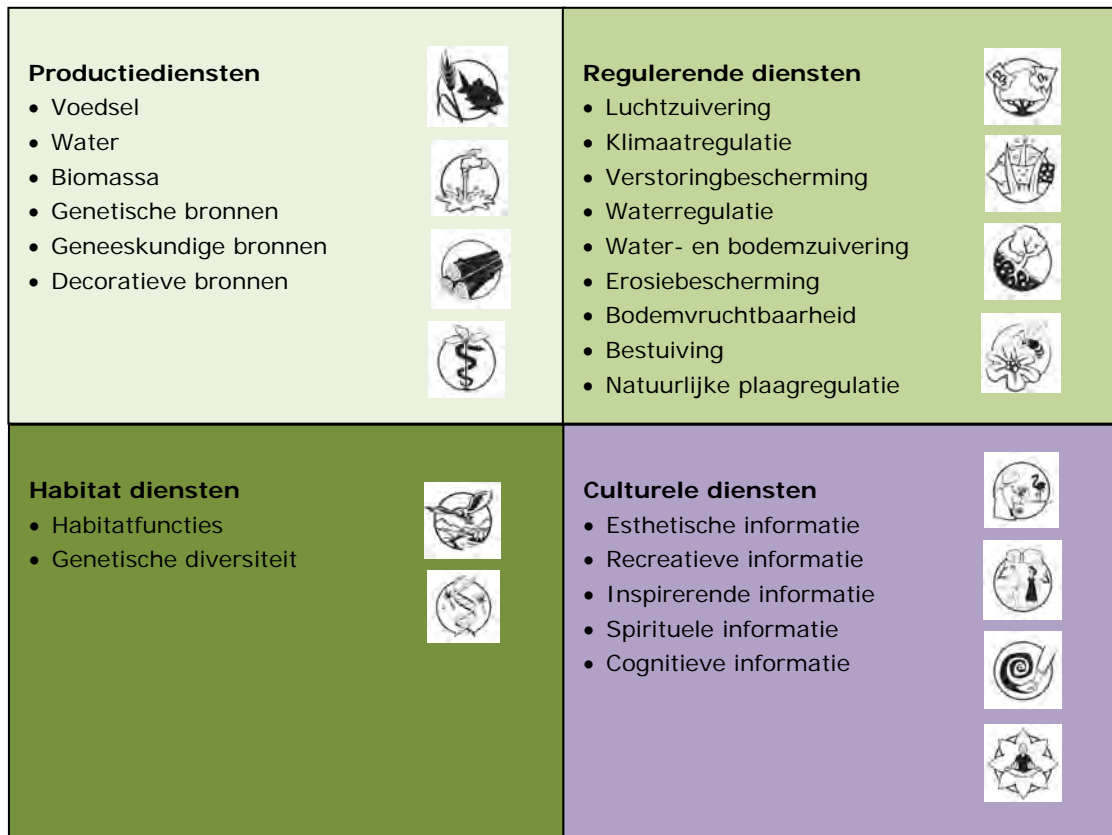 Productiediensten
• Voedsel
• Water
• Biomassa
• Genetische bronnen
• Geneeskundige bronnen
• Decoratieve bronnen
Regulerende diensten
• Luchtzuivering
• Klimaatregulatie
• Verstoringbescherming
• Waterregulatie
• Water- en bodemzuivering
• Erosiebescherming
• Bodemvruchtbaarheid
• Bestuiving
• Natuurlijke plaagregulatie
Habitat diensten
• Habitatfuncties
• Genetische diversiteit
Culturele diensten
• Esthetische informatie
• Recreatieve informatie
• Inspirerende informatie
• Spirituele informatie
• Cognitieve informatie